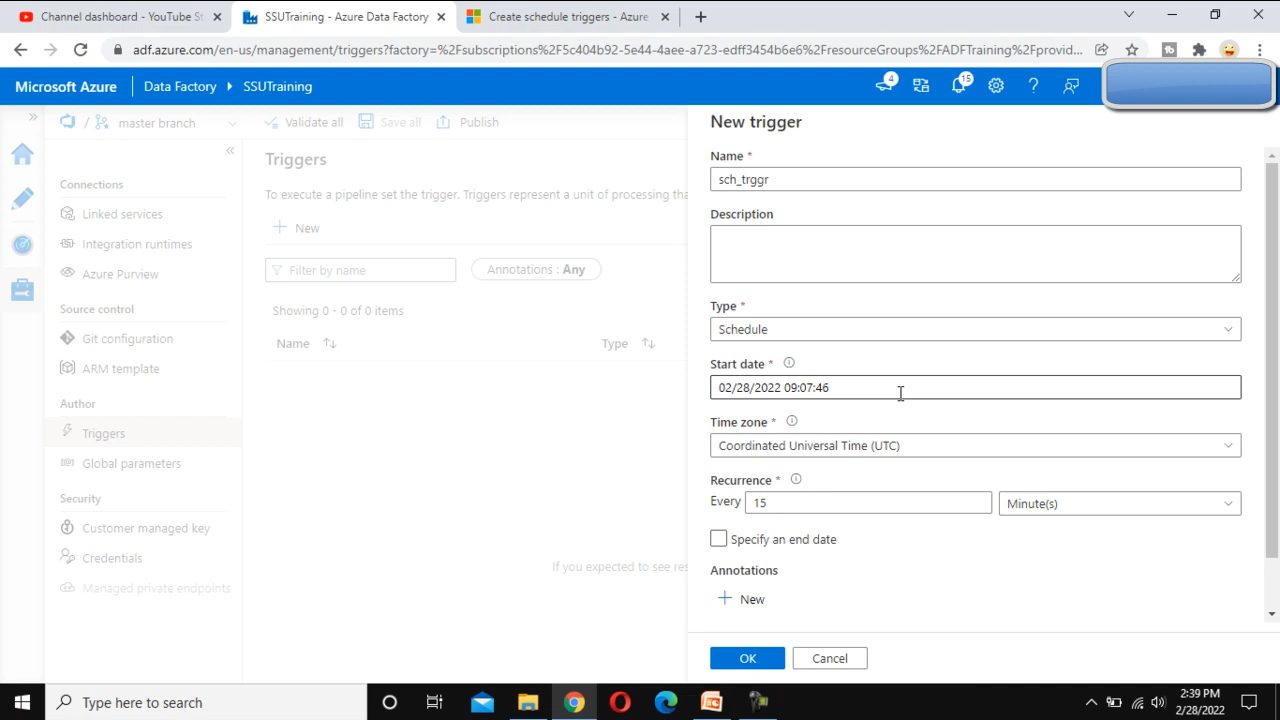 Channel dashboard - YouTube St
SSUTraining - Azure Data Factory
Create schedule triggers - Azure
adf.azure.com/en-us/management/triggers?factory=%2Fsubscriptions%2F5c404b92-5e44-4aee-a723-edff3454b6e6%2FresourceGroups%2FADFTraining%2Fprovid...
Microsoft Azure
Data Factory
SSUTraining
4
15
/
master branch
Validate all
Save all
Publish
Connections
Linked services
Integration runtimes
Azure Purview
Source control
Git configuration
ARM template
Author
Triggers
Global parameters
Security
Customer managed key
Credentials
Managed private endpoints
Triggers
To execute a pipeline set the trigger. Triggers represent a unit of processing tha
New
Filter by name
Annotations : Any
Showing 0 - 0 of 0 items
Name
Type
If you expected to see res
New trigger
Name *
sch_trggr
Description
Type *
Schedule
Start date *
02/28/2022 09:07:46
Time zone *
Coordinated Universal Time (UTC)
Recurrence *
Every 15 Minute(s)
Specify an end date
Annotations
New
OK
Cancel
Type here to search
2:39 PM
2/28/2022